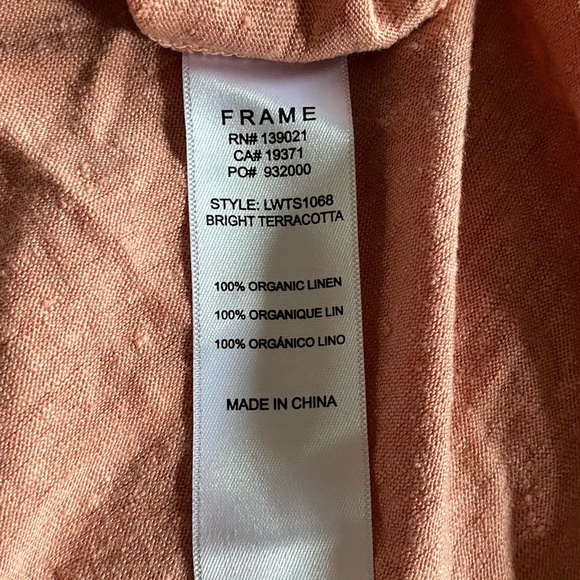 FRAME
RN# 139021
CA# 19371
PO# 932000
STYLE: LWTS1068
BRIGHT TERRACOTTA
100% ORGANIC LINEN
100% ORGANIQUE LIN
100% ORGÁNICO LINO
MADE IN CHINA